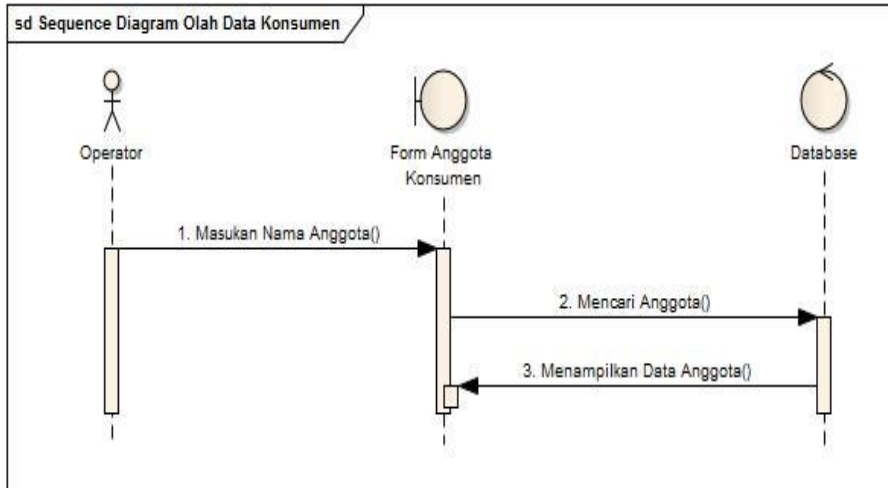 sd Sequence Diagram Olah Data Konsumen
Operator
Form Anggota
Konsumen
Database
1. Masukan Nama Anggota()
2. Mencari Anggota()
3. Menampilkan Data Anggota()